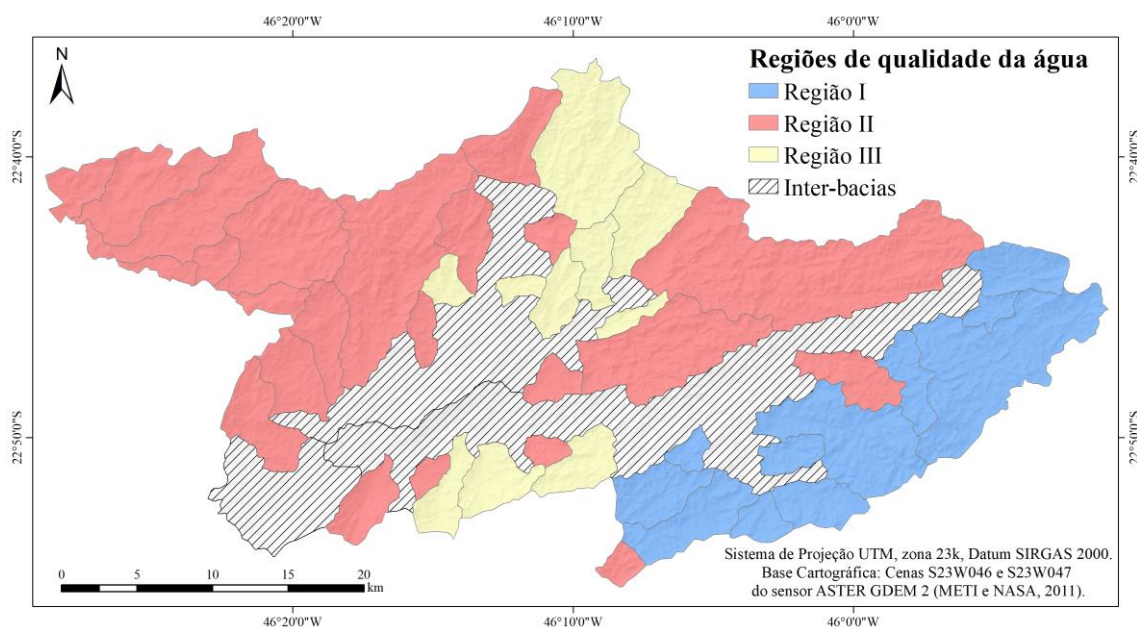 46°20'0"W
46°10'0"W
46°0'0"W
N
Regiões de qualidade da água
Região I
Região II
Região III
Inter-bacias
22°40'0"S
22°40'0"S
22°50'0"S
22°50'0"S
Sistema de Projeção UTM, zona 23k, Datum SIRGAS 2000.
Base Cartográfica: Cenas S23W046 e S23W047
do sensor ASTER GDEM 2 (METI e NASA, 2011).
0 5 10 15 20
km
46°20'0"W
46°10'0"W
46°0'0"W